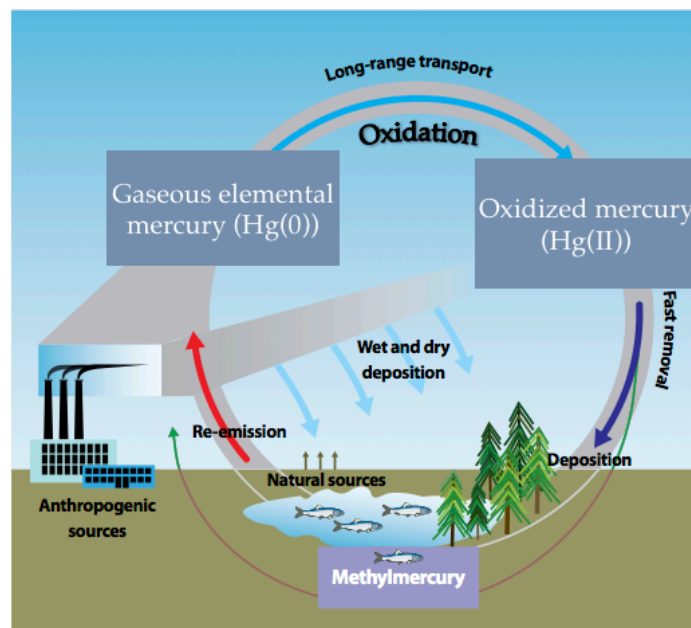 Long-range transport
Oxidation
Gaseous elemental
mercury (Hg(0))
Oxidized mercury
(Hg(II))
Fast removal
Wet and dry
deposition
Re-emission
Deposition
Natural sources
Anthropogenic
sources
Methylmercury